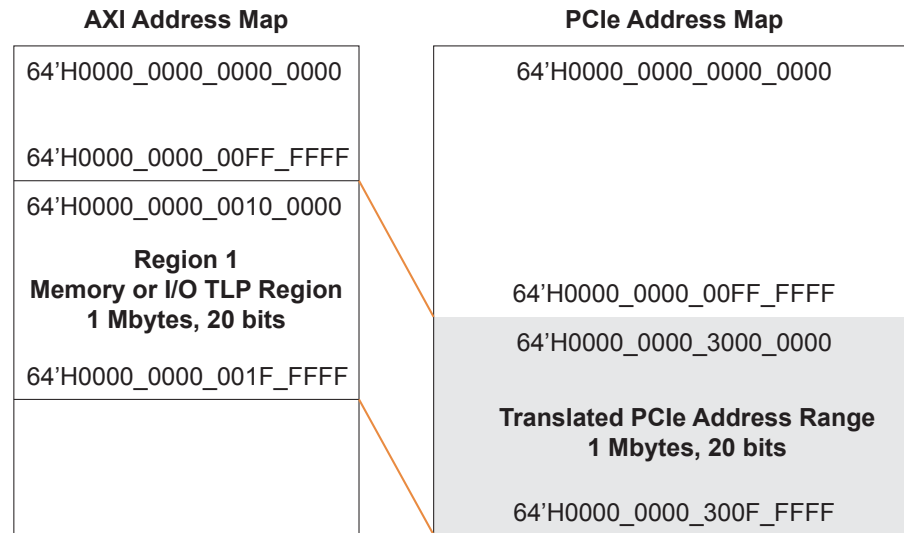 AXI Address Map
64’H0000_0000_0000_0000
64’H0000_0000_00FF_FFFF
64’H0000_0000_0010_0000
Region 1
Memory or I/O TLP Region
1 Mbytes, 20 bits
64’H0000_0000_001F_FFFF
PCIe Address Map
64’H0000_0000_0000_0000
64’H0000_0000_00FF_FFFF
64’H0000_0000_3000_0000
Translated PCIe Address Range
1 Mbytes, 20 bits
64’H0000_0000_300F_FFFF